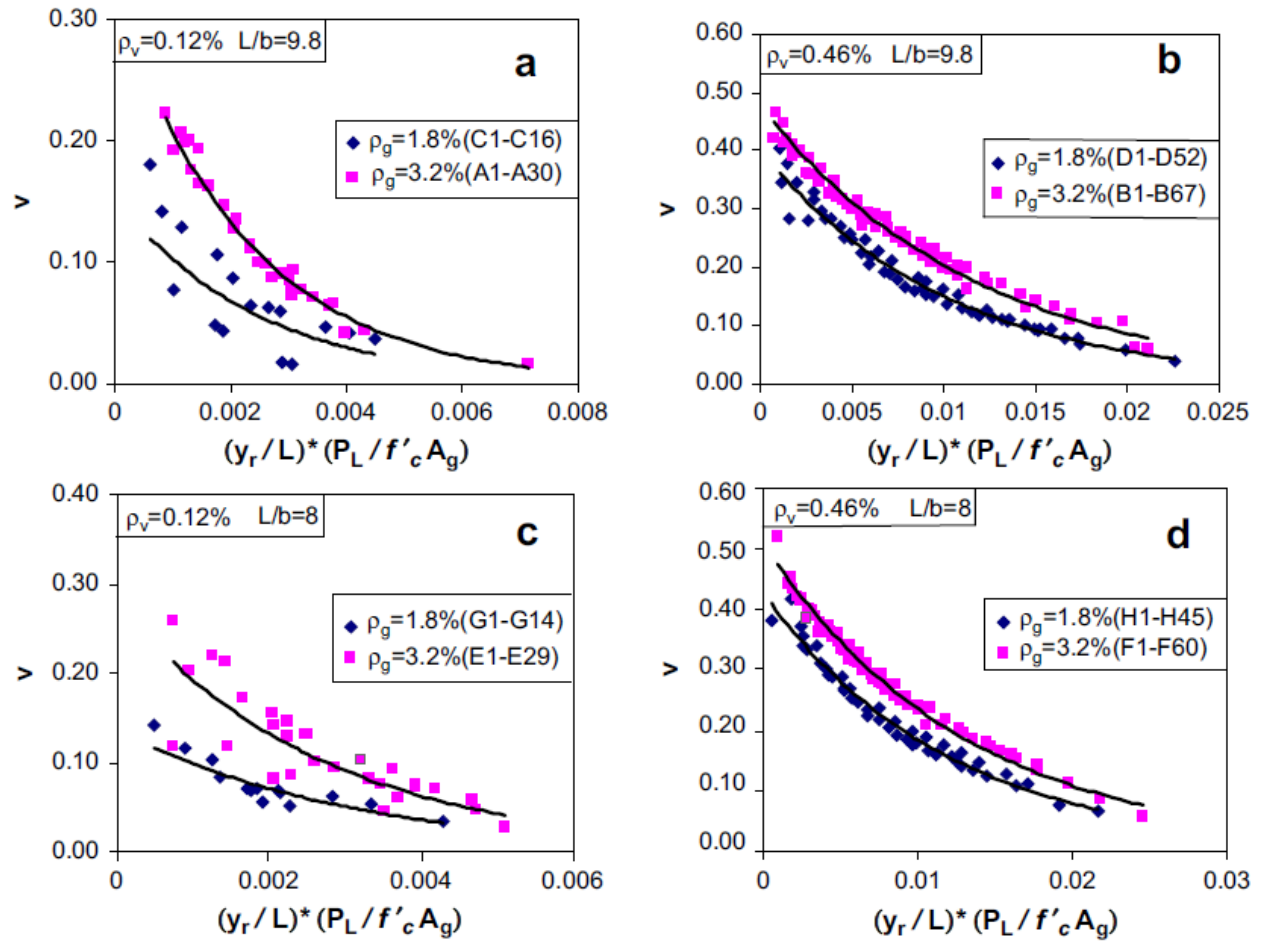 0.30
ρv=0.12% L/b=9.8
a
0.20
ρg=1.8%(C1-C16)
ρg=3.2%(A1-A30)
v
0.10
0.00
0 0.002 0.004 0.006 0.008
(yr / L)* (PL / f'c Ag)
0.60
ρv=0.46% L/b=9.8
b
0.50
0.40
ρg=1.8%(D1-D52)
ρg=3.2%(B1-B67)
v
0.30
0.20
0.10
0.00
0 0.005 0.01 0.015 0.02 0.025
(yr / L)* (PL / f'c Ag)
0.40
ρv=0.12% L/b=8
c
0.30
ρg=1.8%(G1-G14)
ρg=3.2%(E1-E29)
v
0.20
0.10
0.00
0 0.002 0.004 0.006
(yr / L)* (PL / f'c Ag)
0.60
ρv=0.46% L/b=8
d
0.50
0.40
ρg=1.8%(H1-H45)
ρg=3.2%(F1-F60)
v
0.30
0.20
0.10
0.00
0 0.01 0.02 0.03
(yr / L)* (PL / f'c Ag)